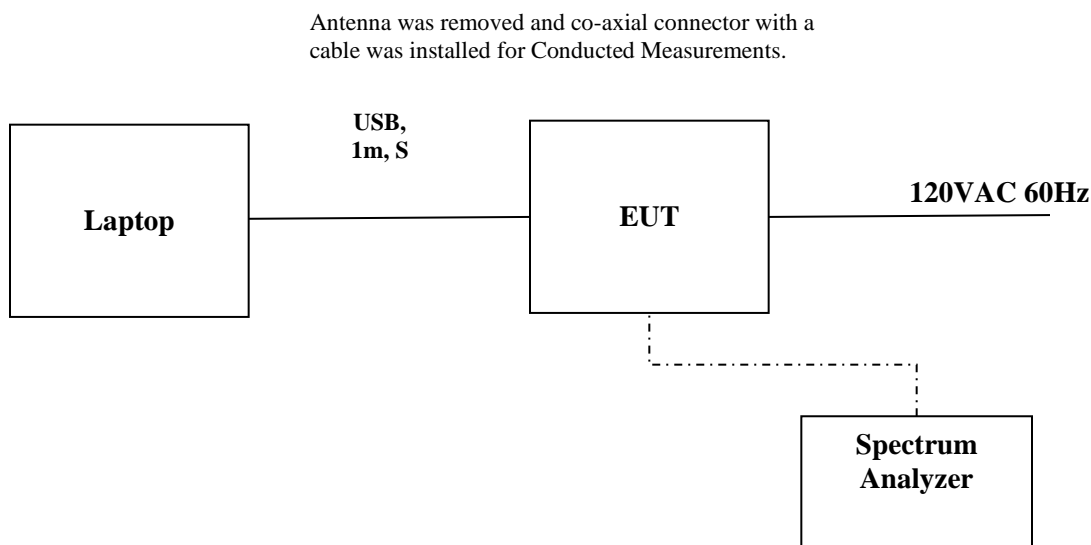 Antenna was removed and co-axial connector with a
cable was installed for Conducted Measurements.
USB,
1m, S
Laptop
EUT
120VAC 60Hz
Spectrum
Analyzer